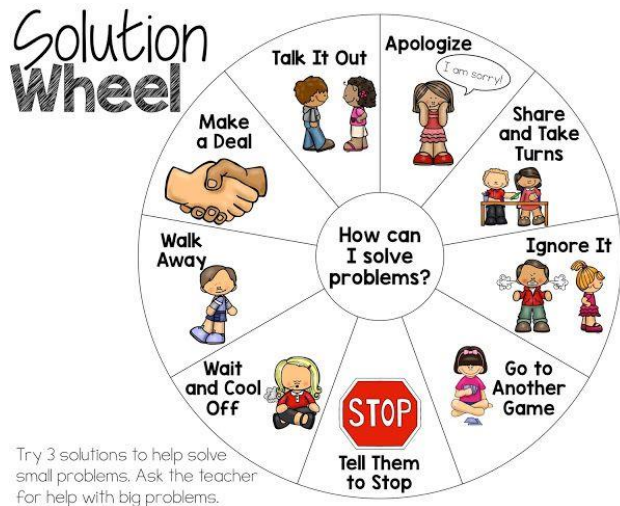 Solution
Wheel
Talk It Out
Apologize
I am sorry!
Share
and Take
Turns
Ignore It
Go to
Another
Game
STOP
Tell Them
to Stop
Wait
and Cool
Off
Walk
Away
Make
a Deal
How can
I solve
problems?
Try 3 solutions to help solve
small problems. Ask the teacher
for help with big problems.